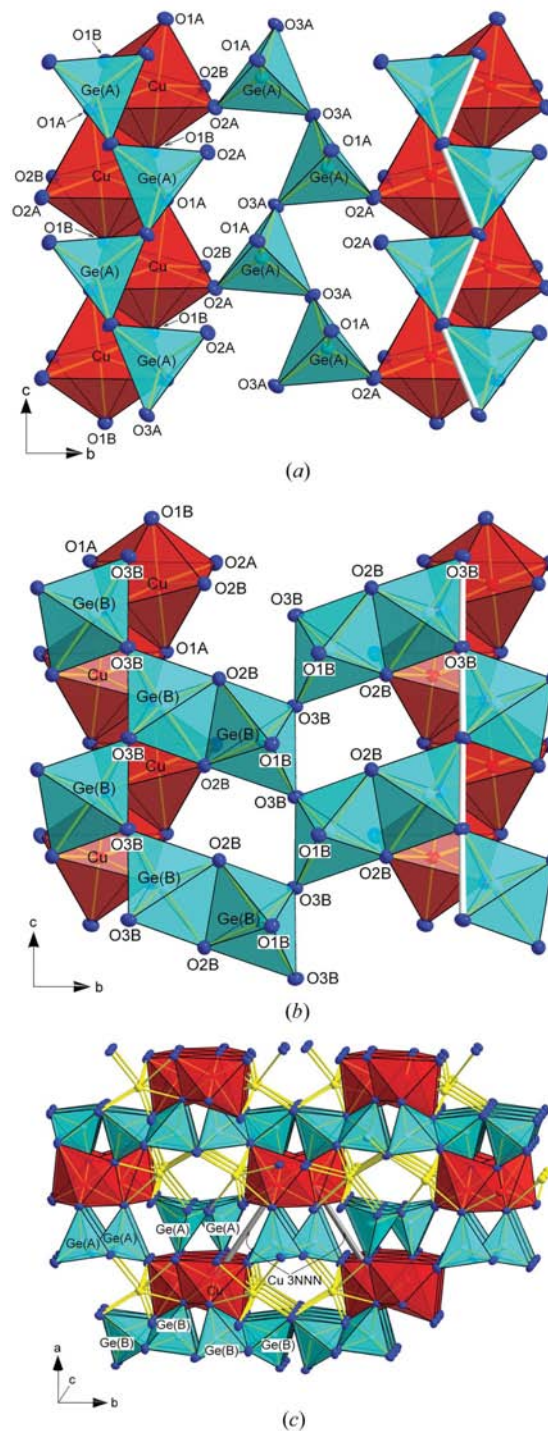 O1A
O3A
O1B
O1A
Ge(A)
Cu
O2B
Ge(A)
O1A
O2A
O3A
O1B
O1A
O2A
O2B
Cu
Ge(A)
O3A
Ge(A)
O2A
O1A
O2A
O1B
O1A
O2B
O2A
Ge(A)
Cu
Ge(A)
O3A
O2A
O1B
O1A
Cu
Ge(A)
O2A
Ge(A)
O3A
O2A
O1B
O3A
c
b
(a)
O1B
O1A
O3B
O2A
O2B
O3B
Cu
O2B
O3B
Ge(B)
O1A
O1B
O3B
O3B
Cu
Ge(B)
O2B
O2B
O3B
Ge(B)
O3B
Cu
O1B
O2B
O2B
Ge(B)
O3B
O3B
O2B
O1B
Cu
Ge(B)
O3B
O2B
O3B
Ge(B)
O1B
O2B
O3B
c
b
(b)
Ge(A)
Ge(A)
Ge(A)
Ge(A)
Cu 3NNN
Cu
Ge(B)
Ge(B)
Ge(B)
Ge(B)
a
c
b
(c)